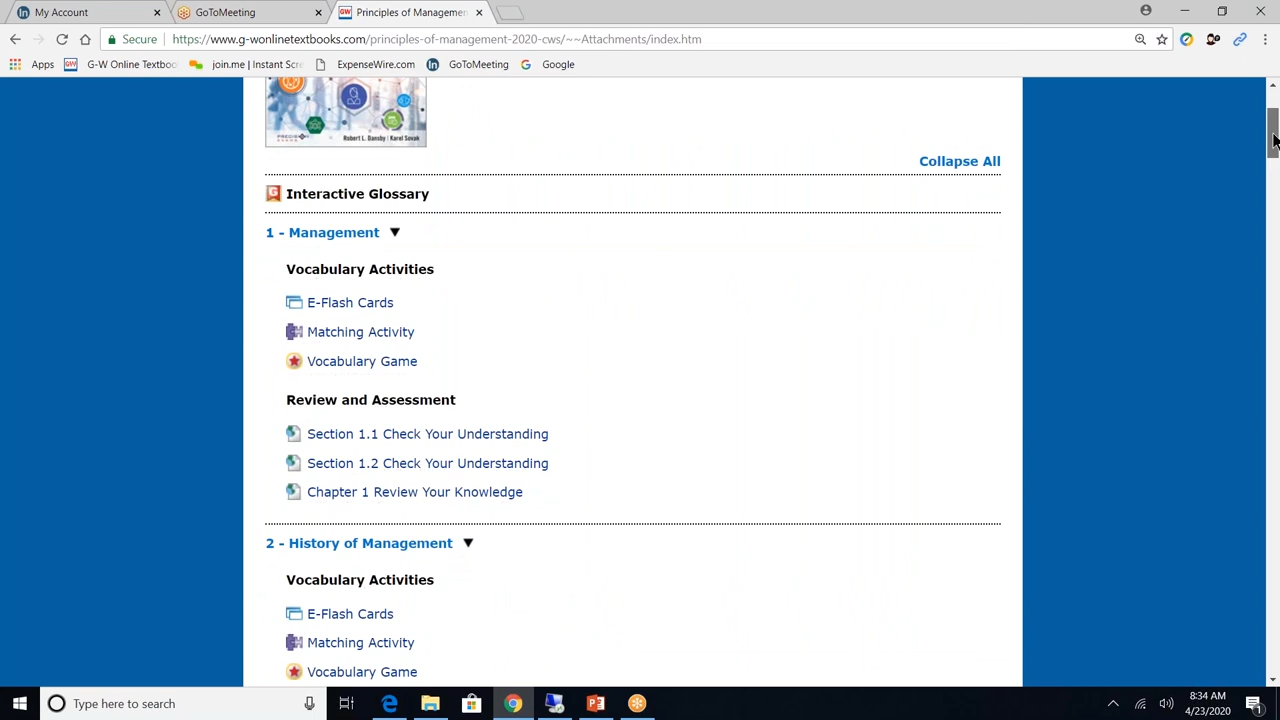 My Account
GoToMeeting
Principles of Managemen
Secure
https://www.g-wonlinetextbooks.com/principles-of-management-2020-cws/~~Attachments/index.htm
Apps
G-W Online Textboo
join.me | Instant Scre
ExpenseWire.com
GoToMeeting
Google
PRECISION
Robert L. Dansby | Karel Sovak
Collapse All
Interactive Glossary
1 - Management
Vocabulary Activities
E-Flash Cards
Matching Activity
Vocabulary Game
Review and Assessment
Section 1.1 Check Your Understanding
Section 1.2 Check Your Understanding
Chapter 1 Review Your Knowledge
2 - History of Management
Vocabulary Activities
E-Flash Cards
Matching Activity
Vocabulary Game
Type here to search
8:34 AM
4/23/2020